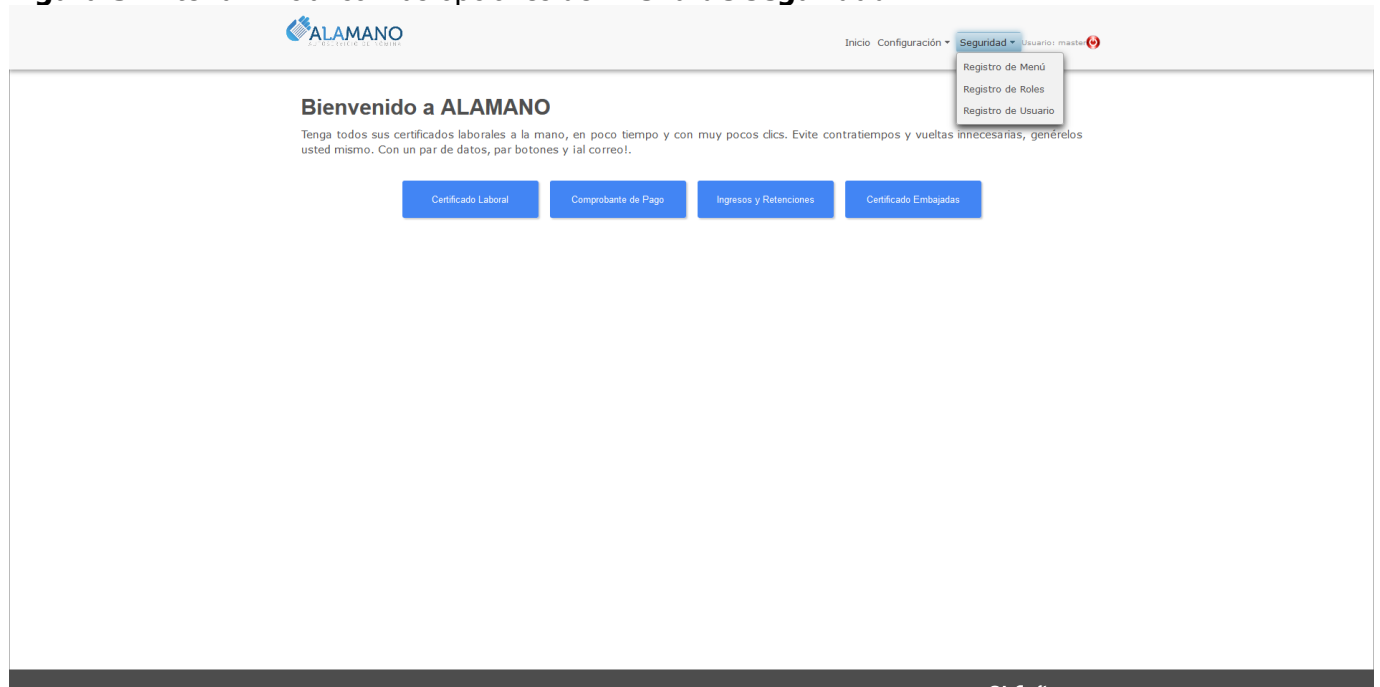 ALAMANO
Inicio Configuración Seguridad Usuario: master
Registro de Menú
Registro de Roles
Registro de Usuario
Bienvenido a ALAMANO
Tenga todos sus certificados laborales a la mano, en poco tiempo y con muy pocos clics. Evite contratiempos y vueltas innecesarias, genérelos
usted mismo. Con un par de datos, par botones y ¡al correo!.
Certificado Laboral Comprobante de Pago Ingresos y Retenciones Certificado Embajadas